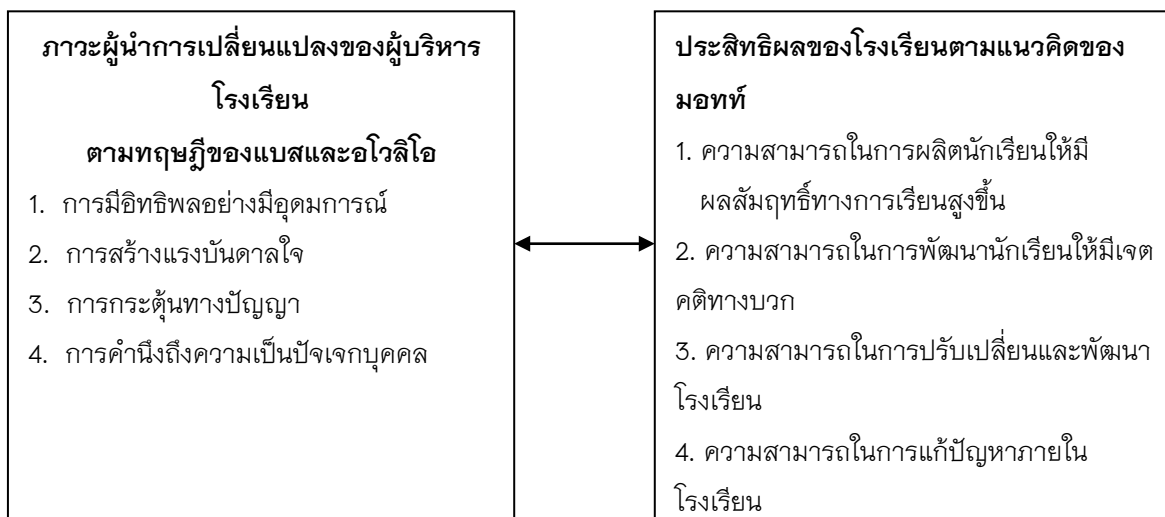 ภาวะผู้นำการเปลี่ยนแปลงของผู้บริหาร
โรงเรียน
ตามทฤษฎีของแบสและอโวลิโอ
1. การมีอิทธิพลอย่างมีอุดมการณ์
2. การสร้างแรงบันดาลใจ
3. การกระตุ้นทางปัญญา
4. การคำนึงถึงความเป็นปัจเจกบุคคล
ประสิทธิผลของโรงเรียนตามแนวคิดของ
มอทท์
1. ความสามารถในการผลิตนักเรียนให้มี
ผลสัมฤทธิ์ทางการเรียนสูงขึ้น
2. ความสามารถในการพัฒนานักเรียนให้มีเจต
คติทางบวก
3. ความสามารถในการปรับเปลี่ยนและพัฒนา
โรงเรียน
4. ความสามารถในการแก้ปัญหาภายใน
โรงเรียน